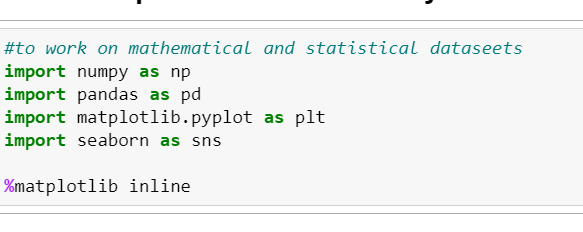 #to work on mathematical and statistical dataseets
import numpy as np
import pandas as pd
import matplotlib.pyplot as plt
import seaborn as sns
%matplotlib inline